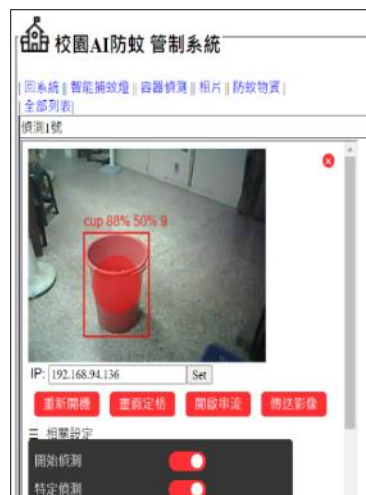 校園AI防蚊 管制系統
|回系統 || 智能捕蚊燈 || 容器偵測 || 相片 || 防蚊物資 |
|全部列表|
偵測1號
cup 88% 50% 9
IP: 192.168.94.136 Set
重新開機 畫面定格 開啟串流 傳送影像
☰ 相關設定
開始偵測
特定偵測